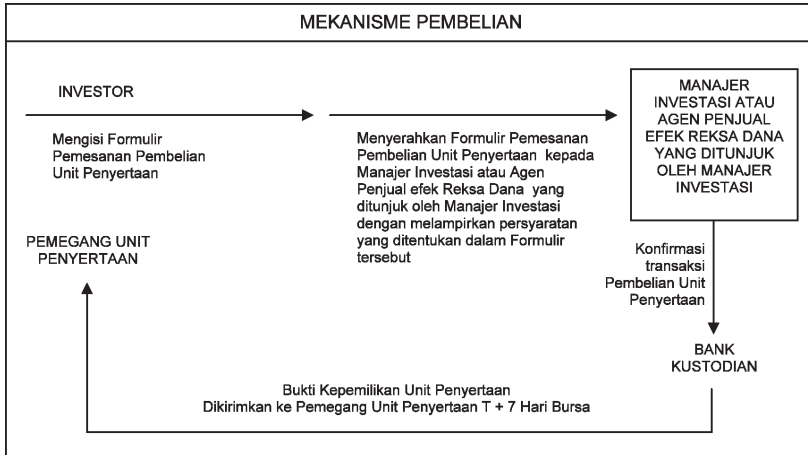 MEKANISME PEMBELIAN
INVESTOR
Mengisi Formulir
Pemesanan Pembelian
Unit Penyertaan
Menyerahkan Formulir Pemesanan
Pembelian Unit Penyertaan kepada
Manajer Investasi atau Agen
Penjual efek Reksa Dana yang
ditunjuk oleh Manajer Investasi
dengan melampirkan persyaratan
yang ditentukan dalam Formulir
tersebut
MANAJER
INVESTASI ATAU
AGEN PENJUAL
EFEK REKSA DANA
YANG DITUNJUK
OLEH MANAJER
INVESTASI
Konfirmasi
transaksi
Pembelian Unit
Penyertaan
BANK
KUSTODIAN
Bukti Kepemilikan Unit Penyertaan
Dikirimkan ke Pemegang Unit Penyertaan T + 7 Hari Bursa
PEMEGANG UNIT
PENYERTAAN